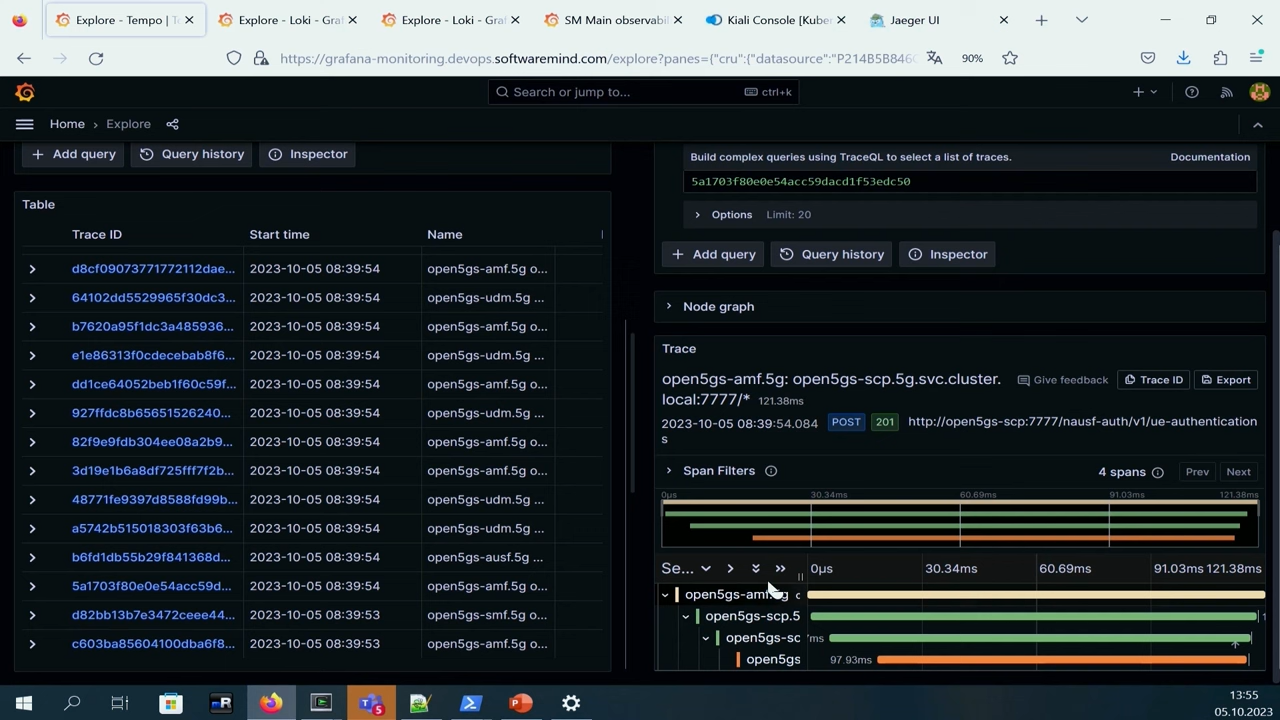 Explore - Tempo | T
Explore - Loki - Graf
Explore - Loki - Graf
SM Main observabil
Kiali Console [Kuber
Jaeger UI
https://grafana-monitoring.devops.softwaremind.com/explore?panes={"cru":{"datasource":"P214B5B846C
90%
Search or jump to...
ctrl+k
Home
Explore
Add query
Query history
Inspector
Table
Trace ID
Start time
Name
d8cf09073771772112dae...
2023-10-05 08:39:54
open5gs-amf.5g o...
64102dd5529965f30dc3...
2023-10-05 08:39:54
open5gs-udm.5g ...
b7620a95f1dc3a485936...
2023-10-05 08:39:54
open5gs-amf.5g o...
e1e86313f0cdecebab8f6...
2023-10-05 08:39:54
open5gs-udm.5g ...
dd1ce64052beb1f60c59f...
2023-10-05 08:39:54
open5gs-amf.5g o...
927ffdc8b65651526240...
2023-10-05 08:39:54
open5gs-udm.5g ...
82f9e9fdb304ee08a2b9...
2023-10-05 08:39:54
open5gs-amf.5g o...
3d19e1b6a8df725fff7f2b...
2023-10-05 08:39:54
open5gs-amf.5g o...
48771fe9397d8588fd99b...
2023-10-05 08:39:54
open5gs-udm.5g ...
a5742b515018303f63b6...
2023-10-05 08:39:54
open5gs-udm.5g ...
b6fd1db55b29f841368d...
2023-10-05 08:39:54
open5gs-ausf.5g ...
5a1703f80e0e54acc59d...
2023-10-05 08:39:54
open5gs-amf.5g o...
d82bb13b7e3472ceee44...
2023-10-05 08:39:53
open5gs-smf.5g o...
c603ba85604100dba6f8...
2023-10-05 08:39:53
open5gs-amf.5g o...
Build complex queries using TraceQL to select a list of traces.
Documentation
5a1703f80e0e54acc59dacd1f53edc50
Options
Limit: 20
Add query
Query history
Inspector
Node graph
Trace
open5gs-amf.5g: open5gs-scp.5g.svc.cluster.
local:7777/*
121.38ms
Give feedback
Trace ID
Export
2023-10-05 08:39:54.084
POST
201
http://open5gs-scp:7777/nausf-auth/v1/ue-authentication
s
Span Filters
4 spans
Prev
Next
0µs
30.34ms
60.69ms
91.03ms
121.38ms
Se...
0µs
30.34ms
60.69ms
91.03ms
121.38ms
open5gs-amf.5g
open5gs-scp.5
open5gs-sc
open5gs
97.93ms
13:55
05.10.2023